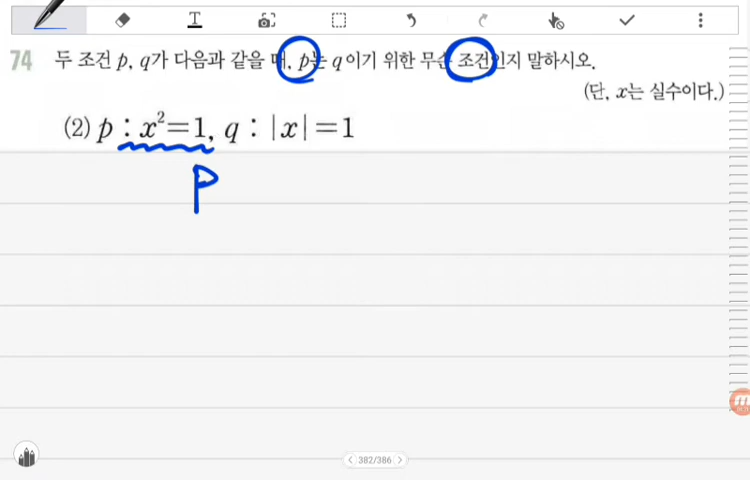 74 두 조건 p, q가 다음과 같을 때, p는 q이기 위한 무슨 조건인지 말하시오.
(단, x는 실수이다.)
(2) p : x²=1, q : |x|=1
P
382/386